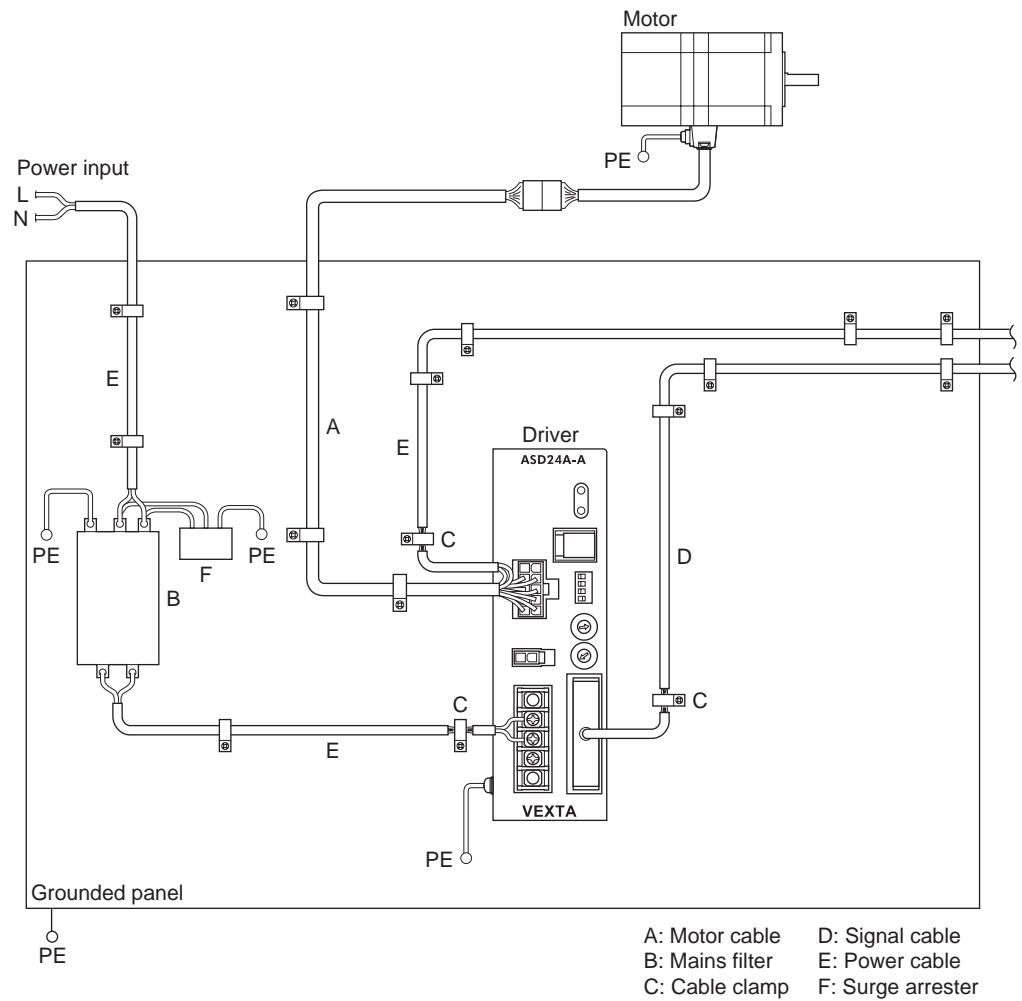 Motor
PE
Power input
L
N
E
A
E
Driver
ASD24A-A
C
D
PE
F
PE
B
C
C
E
VEXTA
PE
Grounded panel
PE
A: Motor cable
B: Mains filter
C: Cable clamp
D: Signal cable
E: Power cable
F: Surge arrester